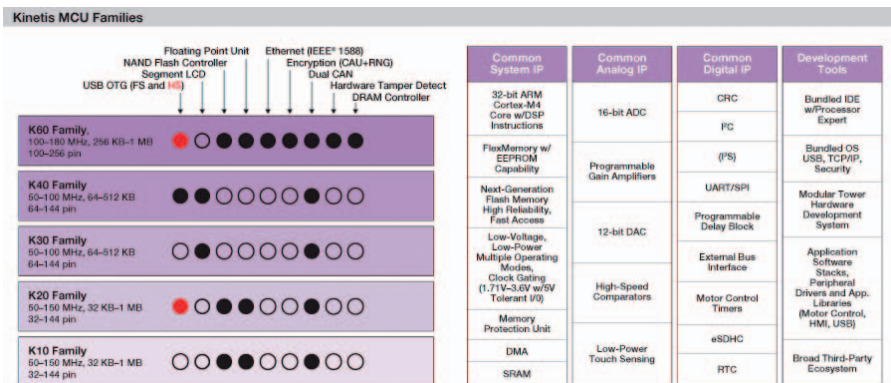 Kinetis MCU Families
Floating Point Unit
Ethernet (IEEE® 1588)
NAND Flash Controller
Encryption (CAU+RNG)
Segment LCD
Dual CAN
USB OTG (FS and HS)
Hardware Tamper Detect
DRAM Controller
K60 Family,
100–180 MHz, 256 KB–1 MB
100–256 pin
K40 Family
50–100 MHz, 64–512 KB
64–144 pin
K30 Family
50–100 MHz, 64–512 KB
64–144 pin
K20 Family
50–150 MHz, 32 KB–1 MB
32–144 pin
K10 Family
50–150 MHz, 32 KB–1 MB
32–144 pin
Common
System IP
32-bit ARM
Cortex-M4
Core w/DSP
Instructions
FlexMemory w/
EEPROM
Capability
Next-Generation
Flash Memory
High Reliability,
Fast Access
Low-Voltage,
Low-Power
Multiple Operating
Modes,
Clock Gating
(1.71V–3.6V w/5V
Tolerant I/0)
Memory
Protection Unit
DMA
SRAM
Common
Analog IP
16-bit ADC
Programmable
Gain Amplifiers
12-bit DAC
High-Speed
Comparators
Low-Power
Touch Sensing
Common
Digital IP
CRC
I²C
(I²S)
UART/SPI
Programmable
Delay Block
External Bus
Interface
Motor Control
Timers
eSDHC
RTC
Development
Tools
Bundled IDE
w/Processor
Expert
Bundled OS
USB, TCP/IP,
Security
Modular Tower
Hardware
Development
System
Application
Software
Stacks,
Peripheral
Drivers and App.
Libraries
(Motor Control,
HMI, USB)
Broad Third-Party
Ecosystem